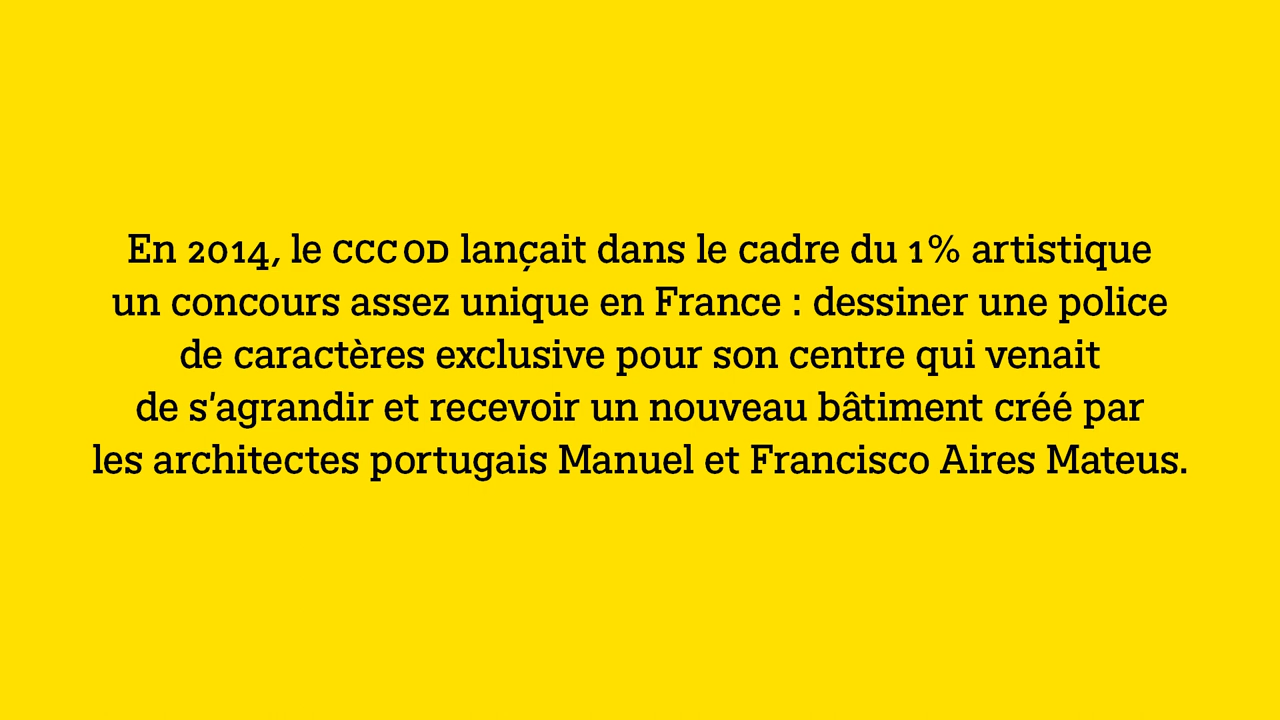 En 2014, le CCC OD lançait dans le cadre du 1% artistique
un concours assez unique en France : dessiner une police
de caractères exclusive pour son centre qui venait
de s’agrandir et recevoir un nouveau bâtiment créé par
les architectes portugais Manuel et Francisco Aires Mateus.